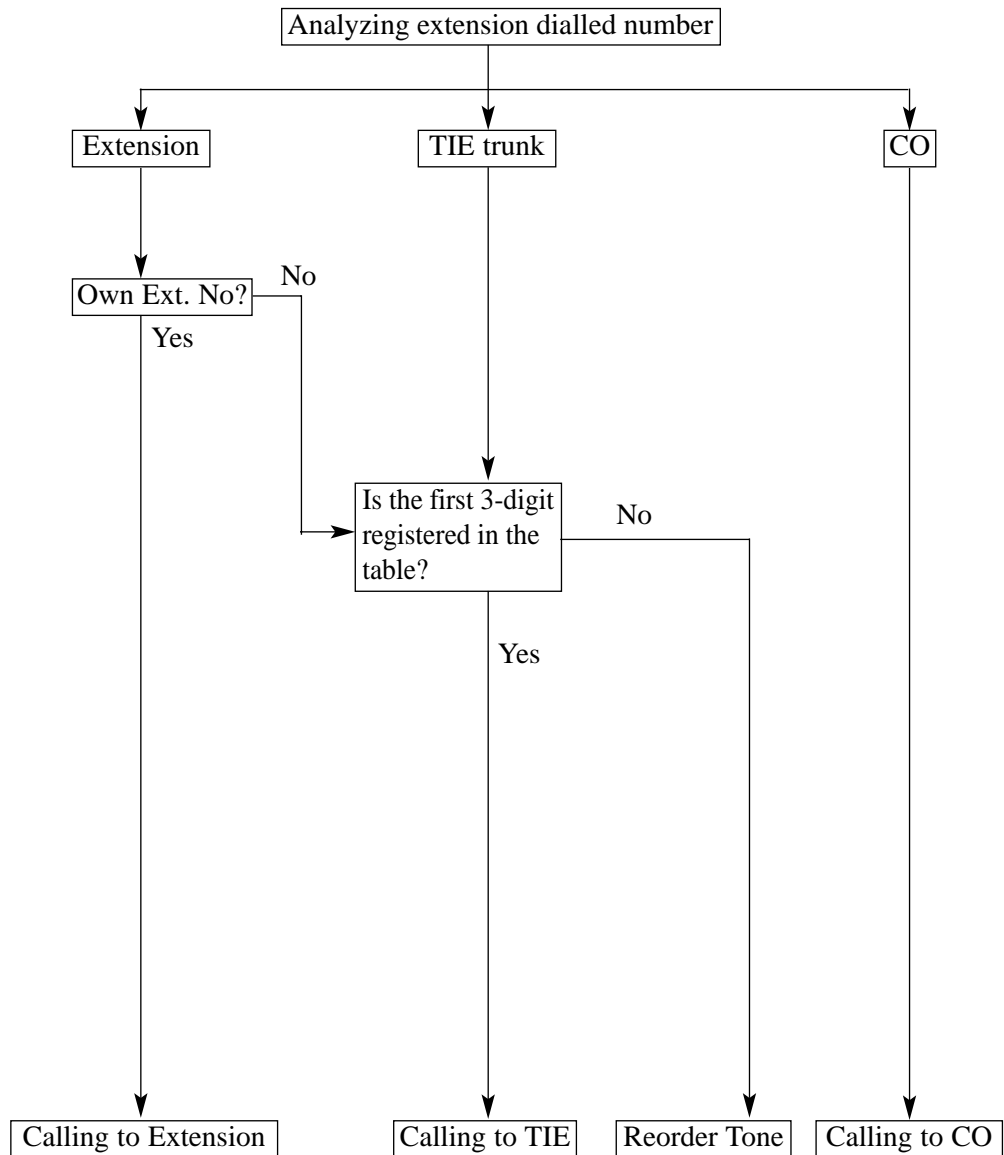 Analyzing extension dialled number
Extension
TIE trunk
CO
Own Ext. No?
No
Yes
Is the first 3-digit
registered in the
table?
No
Yes
Calling to Extension
Calling to TIE
Reorder Tone
Calling to CO